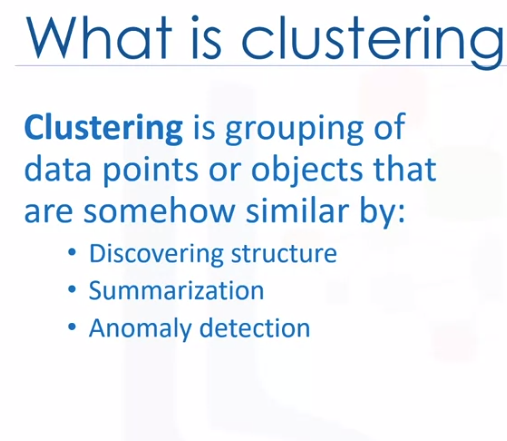 What is clustering
Clustering is grouping of
data points or objects that
are somehow similar by:
• Discovering structure
• Summarization
• Anomaly detection